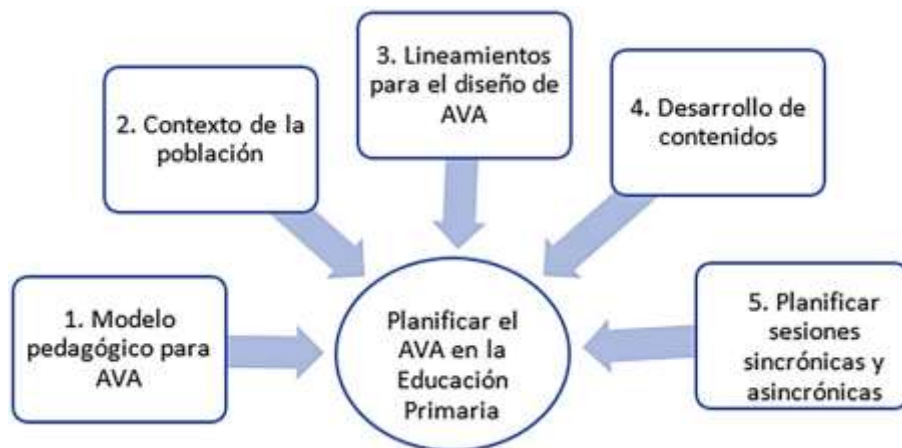 1. Modelo
pedagógico para
AVA
2. Contexto de la
población
3. Lineamientos
para el diseño de
AVA
4. Desarrollo de
contenidos
5. Planificar
sesiones
sincrónicas y
asincrónicas
Planificar el
AVA en la
Educación
Primaria